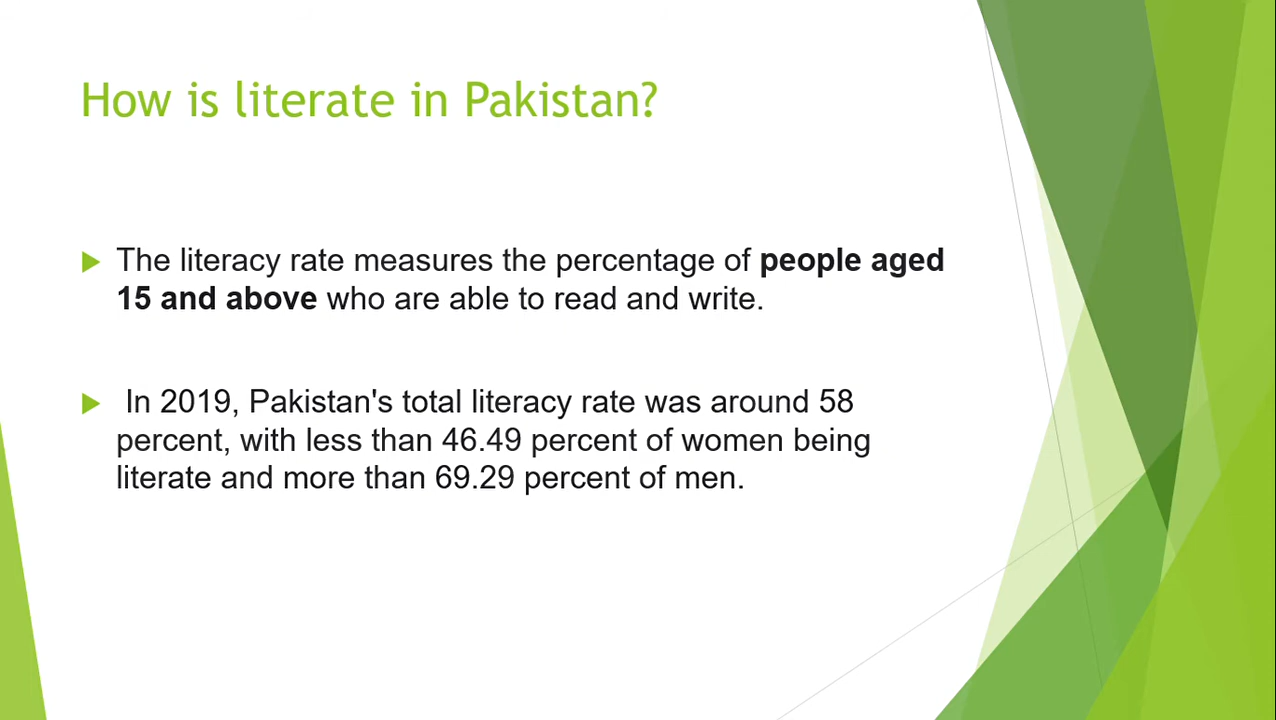 How is literate in Pakistan?
The literacy rate measures the percentage of people aged
15 and above who are able to read and write.
In 2019, Pakistan's total literacy rate was around 58
percent, with less than 46.49 percent of women being
literate and more than 69.29 percent of men.